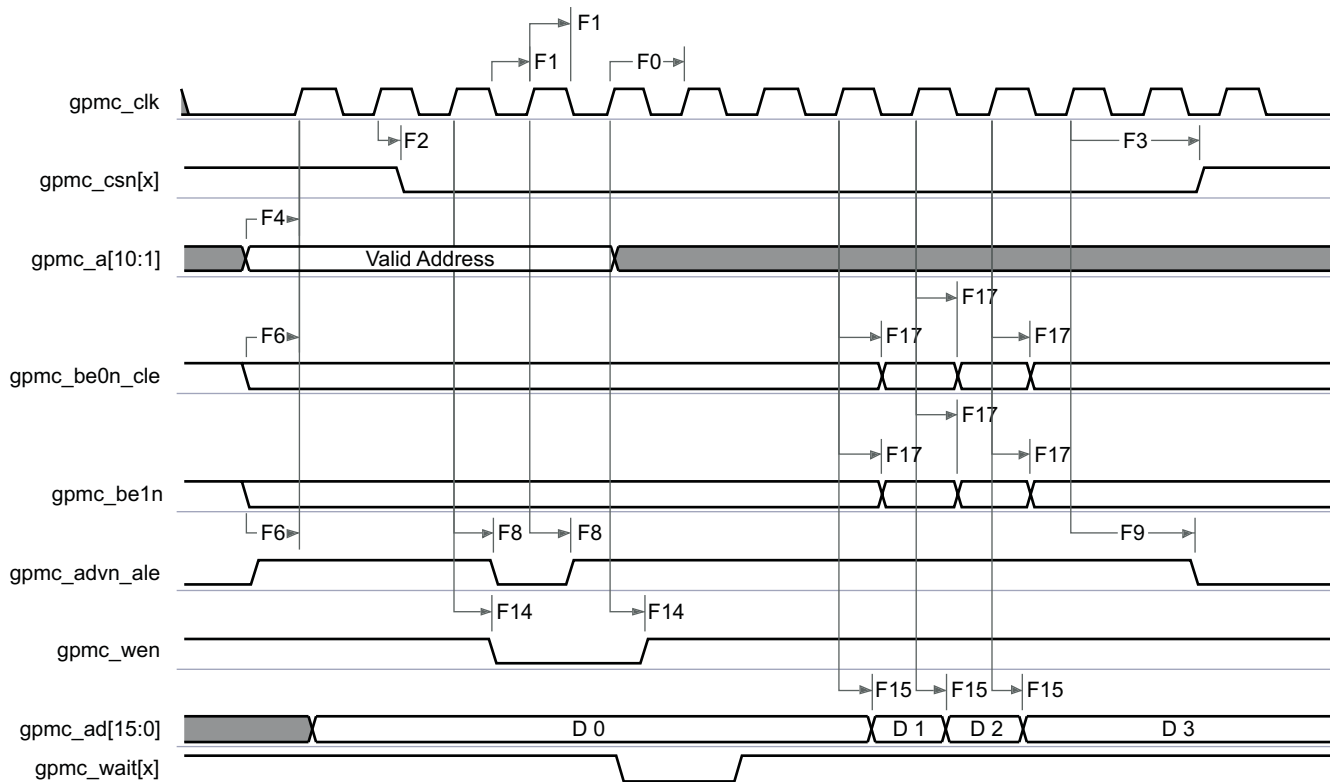 F1
F1
F0
gpmc_clk
F2
F3
gpmc_csn[x]
F4
gpmc_a[10:1]
Valid Address
F17
F6
F17
F17
gpmc_be0n_cle
F17
F17
F17
gpmc_be1n
F6
F8
F8
F9
gpmc_advn_ale
F14
F14
gpmc_wen
F15
F15
F15
gpmc_ad[15:0]
D 0
D 1
D 2
D 3
gpmc_wait[x]